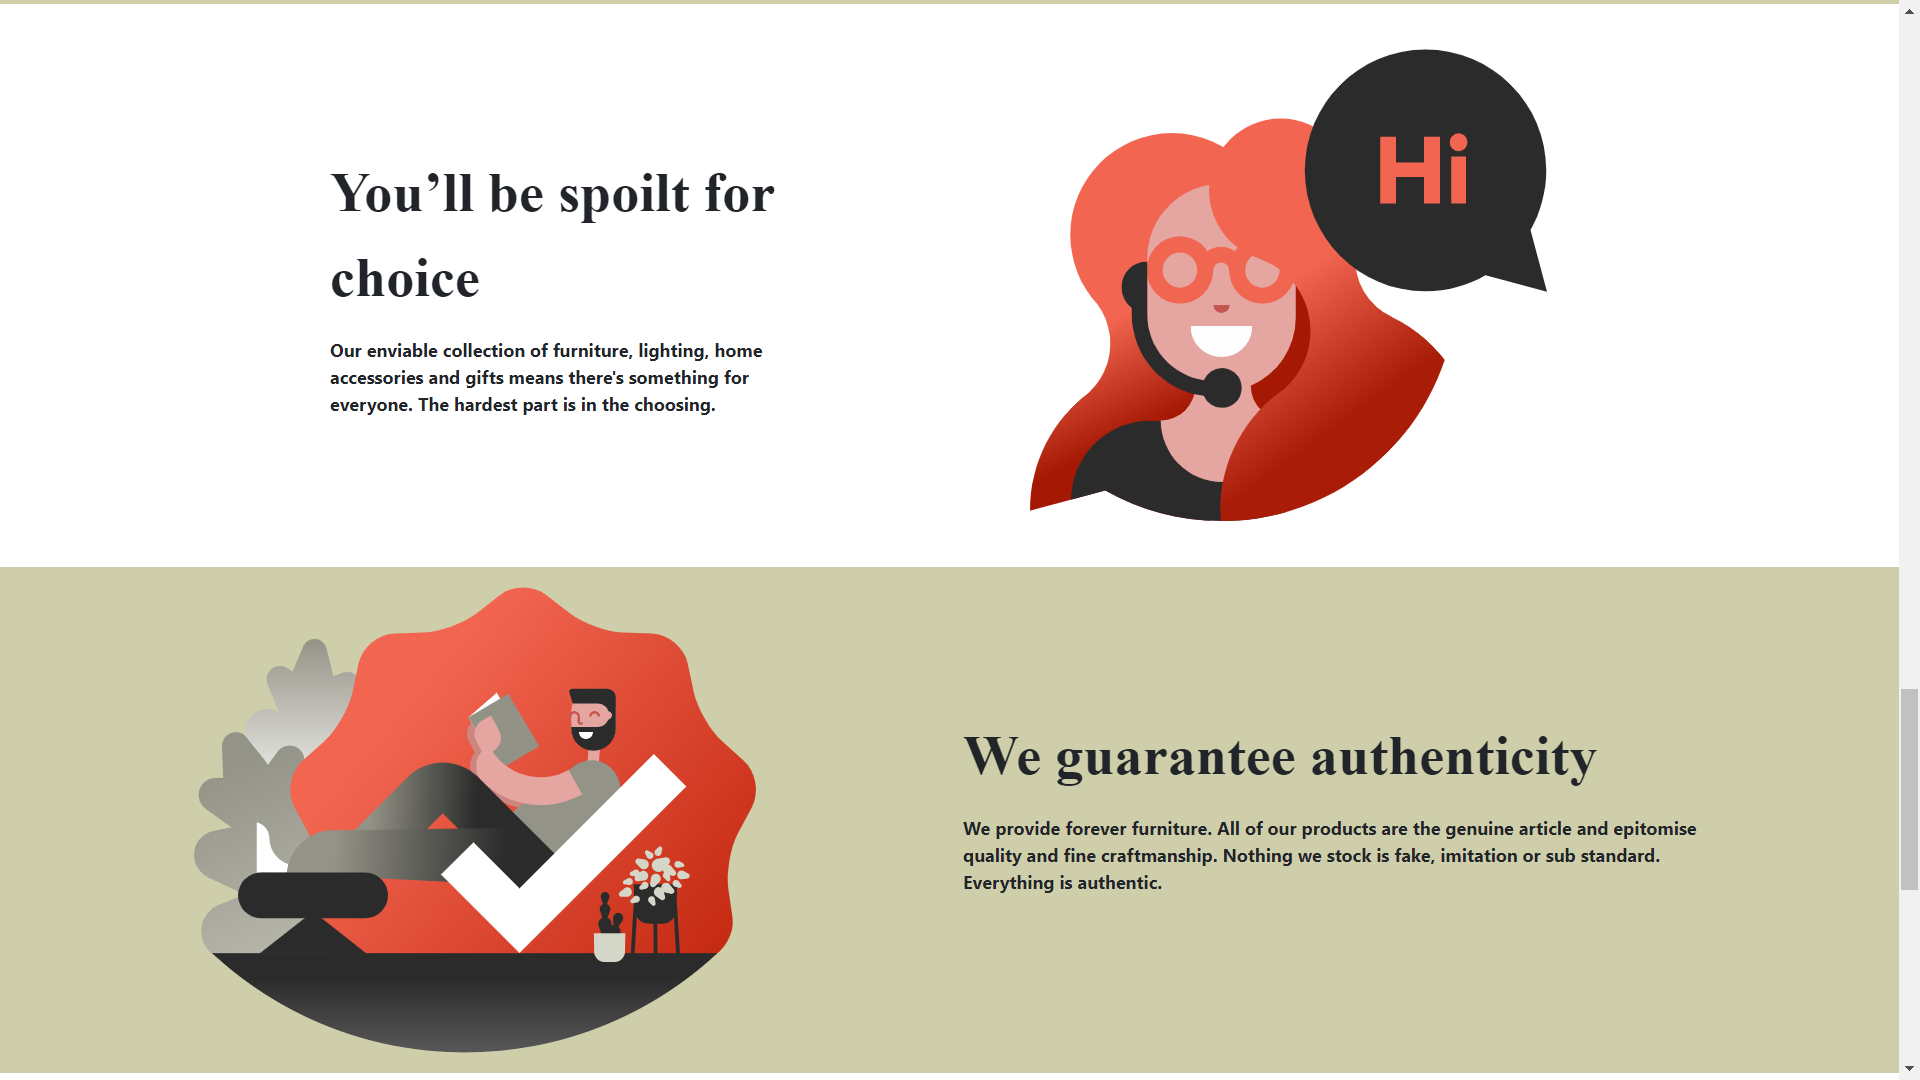 Hi
You’ll be spoilt for
choice
Our enviable collection of furniture, lighting, home
accessories and gifts means there's something for
everyone. The hardest part is in the choosing.
We guarantee authenticity
We provide forever furniture. All of our products are the genuine article and epitomise
quality and fine craftmanship. Nothing we stock is fake, imitation or sub standard.
Everything is authentic.